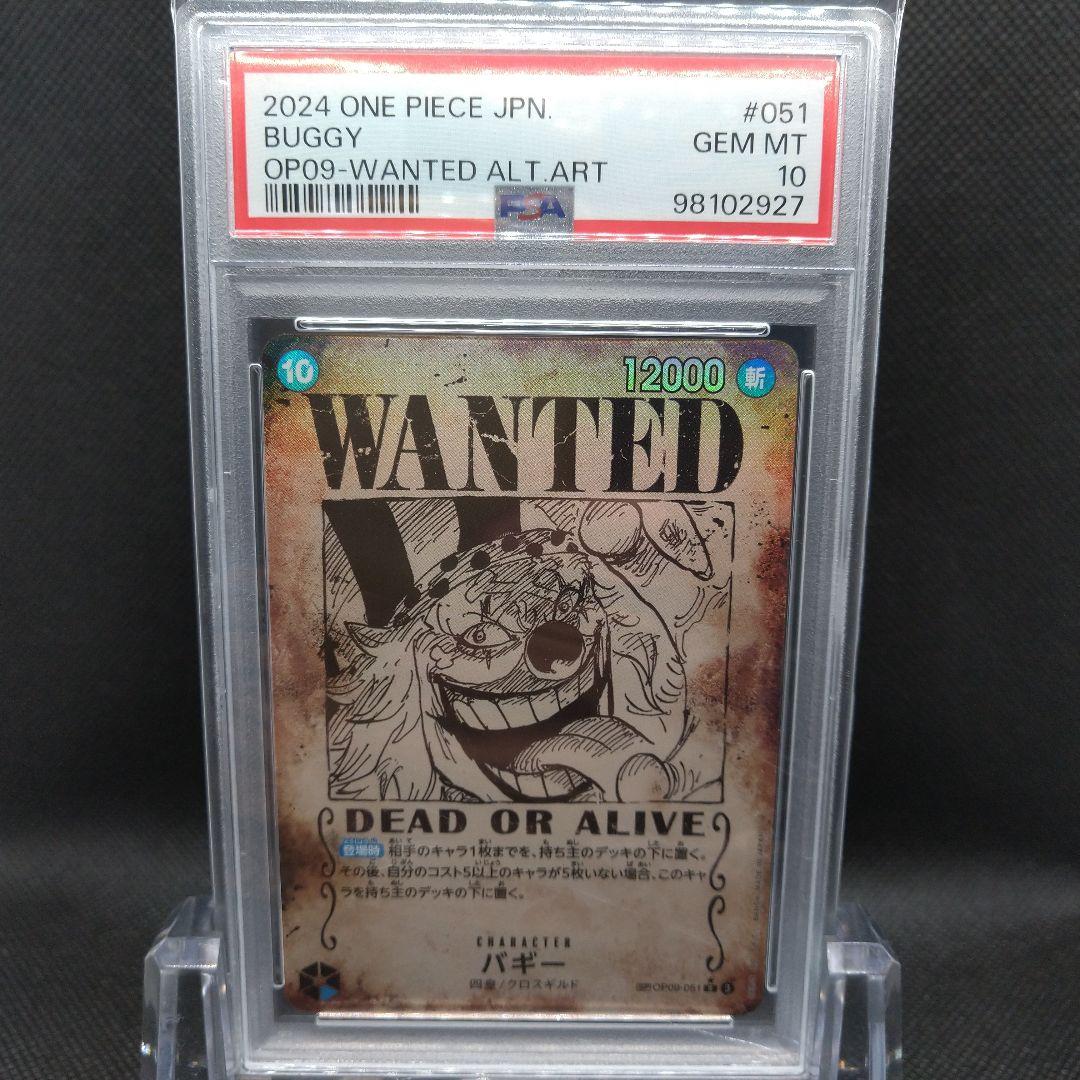 2024 ONE PIECE JPN.
#051
BUGGY
GEM MT
OP09-WANTED ALT.ART
10
PSA
98102927
10
12000
斬
WANTED
DEAD OR ALIVE
登場時 相手のキャラ1枚までを、持ち主のデッキの下に置く。
その後、自分のコスト5以上のキャラが5枚いない場合、このキャ
ラを持ち主のデッキの下に置く。
CHARACTER
バギー
四皇/クロスギルド
OP09-051